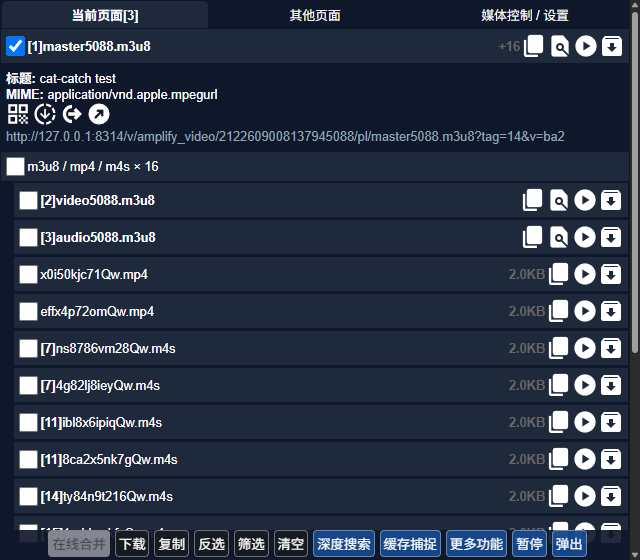 当前页面[3]
其他页面
媒体控制 / 设置
[1]master5088.m3u8 +16
标题: cat-catch test
MIME: application/vnd.apple.mpegurl
http://127.0.0.1:8314/v/amplify_video/2122609008137945088/pl/master5088.m3u8?tag=14&v=ba2
m3u8 / mp4 / m4s × 16
[2]video5088.m3u8
[3]audio5088.m3u8
x0i50kjc71Qw.mp4 2.0KB
effx4p72omQw.mp4 2.0KB
[7]ns8786vm28Qw.m4s 2.0KB
[7]4g82lj8ieyQw.m4s 2.0KB
[11]ibl8x6ipiqQw.m4s 2.0KB
[11]8ca2x5nk7gQw.m4s 2.0KB
[14]ty84n9t216Qw.m4s 2.0KB
在线合并 下载 复制 反选 筛选 清空 深度搜索 缓存捕捉 更多功能 暂停 弹出